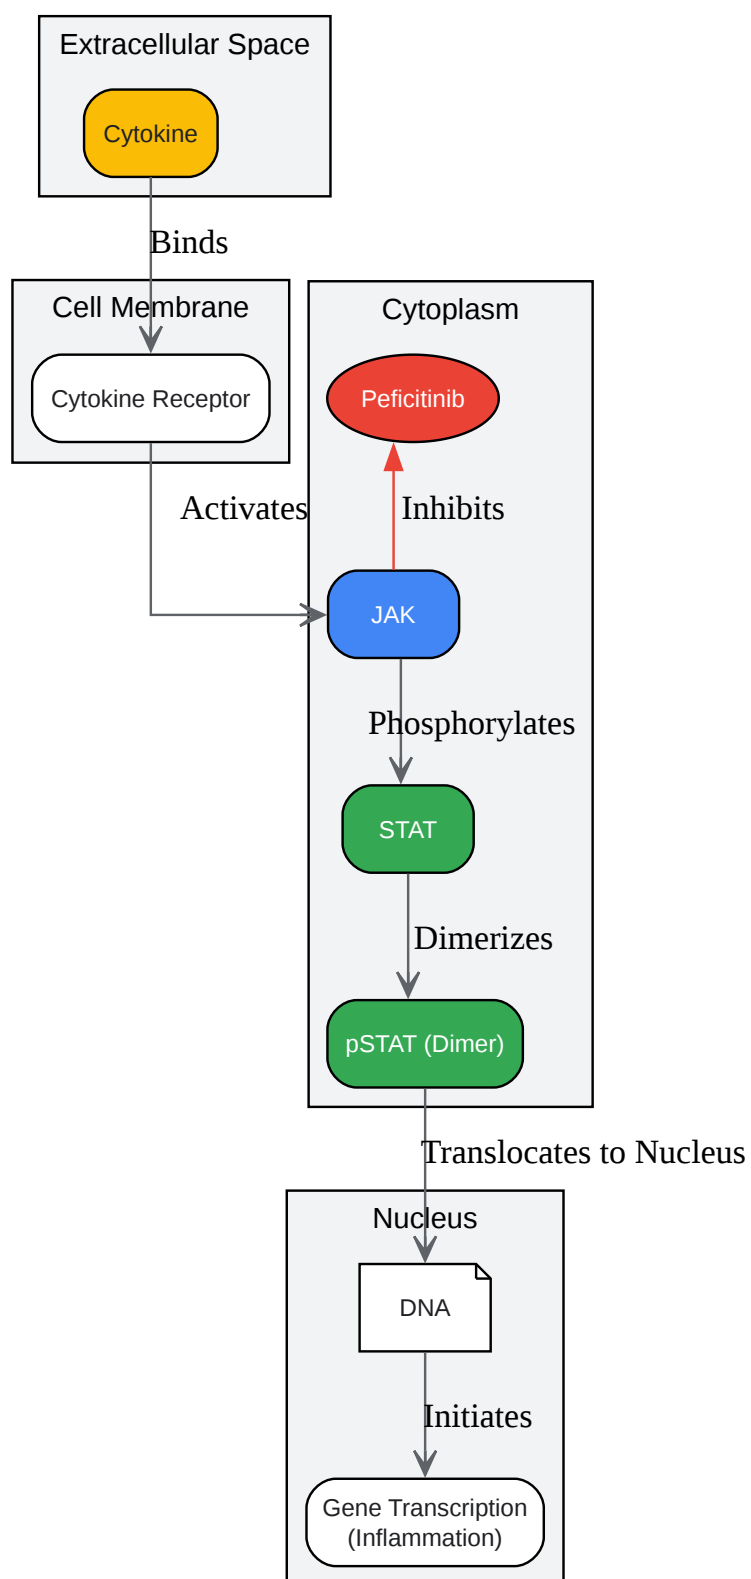 Extracellular Space
Cytokine
Binds
Cell Membrane
Cytokine Receptor
Cytoplasm
Peficitinib
Activates
Inhibits
JAK
Phosphorylates
STAT
Dimerizes
pSTAT (Dimer)
Translocates to Nucleus
Nucleus
DNA
Initiates
Gene Transcription
(Inflammation)